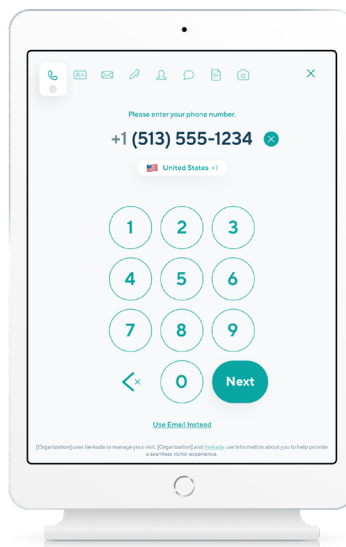 A+
Please enter your phone number.
+1 (513) 555-1234
United States +1
1 2 3
4 5 6
7 8 9
0 Next
Use Email Instead
[Organization] uses Verkada to manage your visit. [Organization] and Verkada use information about you to help provide
a seamless visitor experience.